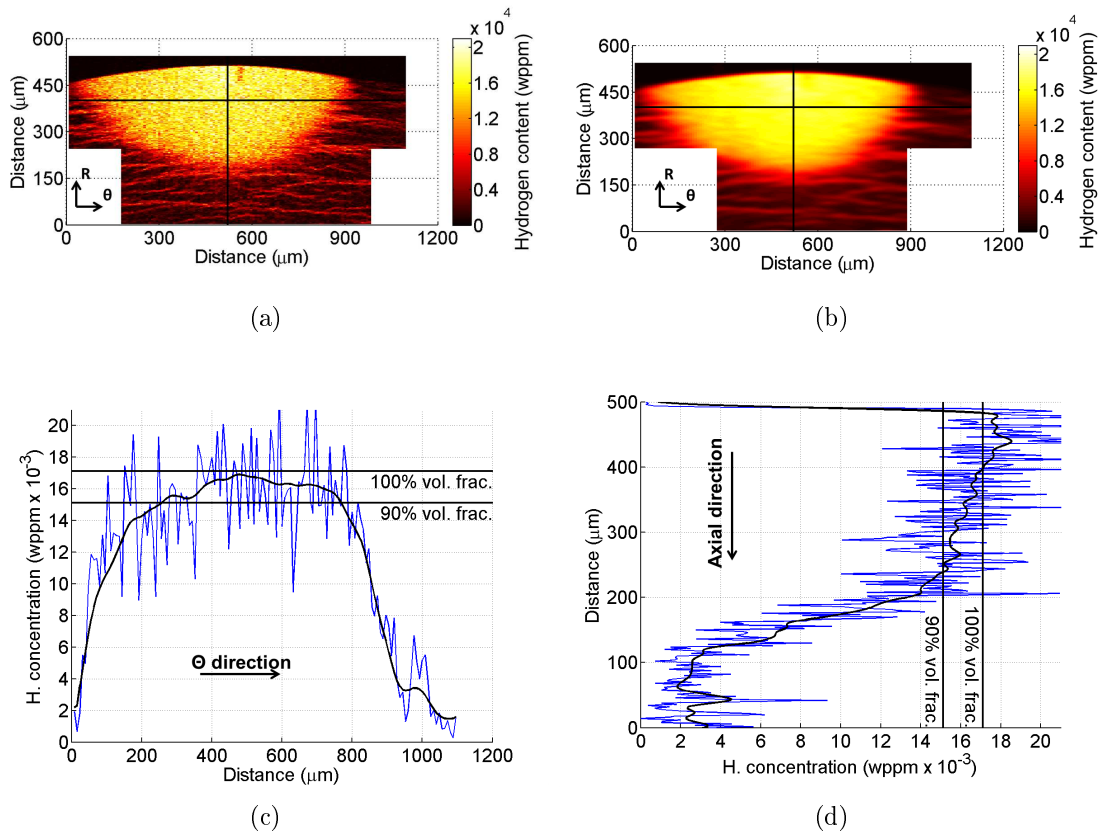 x 10⁴
600
450
300
150
0
Distance (μm)
R
θ
0 300 600 900 1200
Distance (μm)
2
1.6
1.2
0.8
0.4
0
Hydrogen content (wppm)
(a)
x 10⁴
600
450
300
150
0
Distance (μm)
R
θ
0 300 600 900 1200
Distance (μm)
2
1.6
1.2
0.8
0.4
0
Hydrogen content (wppm)
(b)
20
18
16
14
12
10
8
6
4
2
0
H. concentration (wppm x 10⁻³)
100% vol. frac.
90% vol. frac.
Θ direction
0 200 400 600 800 1000 1200
Distance (μm)
(c)
500
400
300
200
100
0
Distance (μm)
Axial direction
90% vol. frac.
100% vol. frac.
0 2 4 6 8 10 12 14 16 18 20
H. concentration (wppm x 10⁻³)
(d)